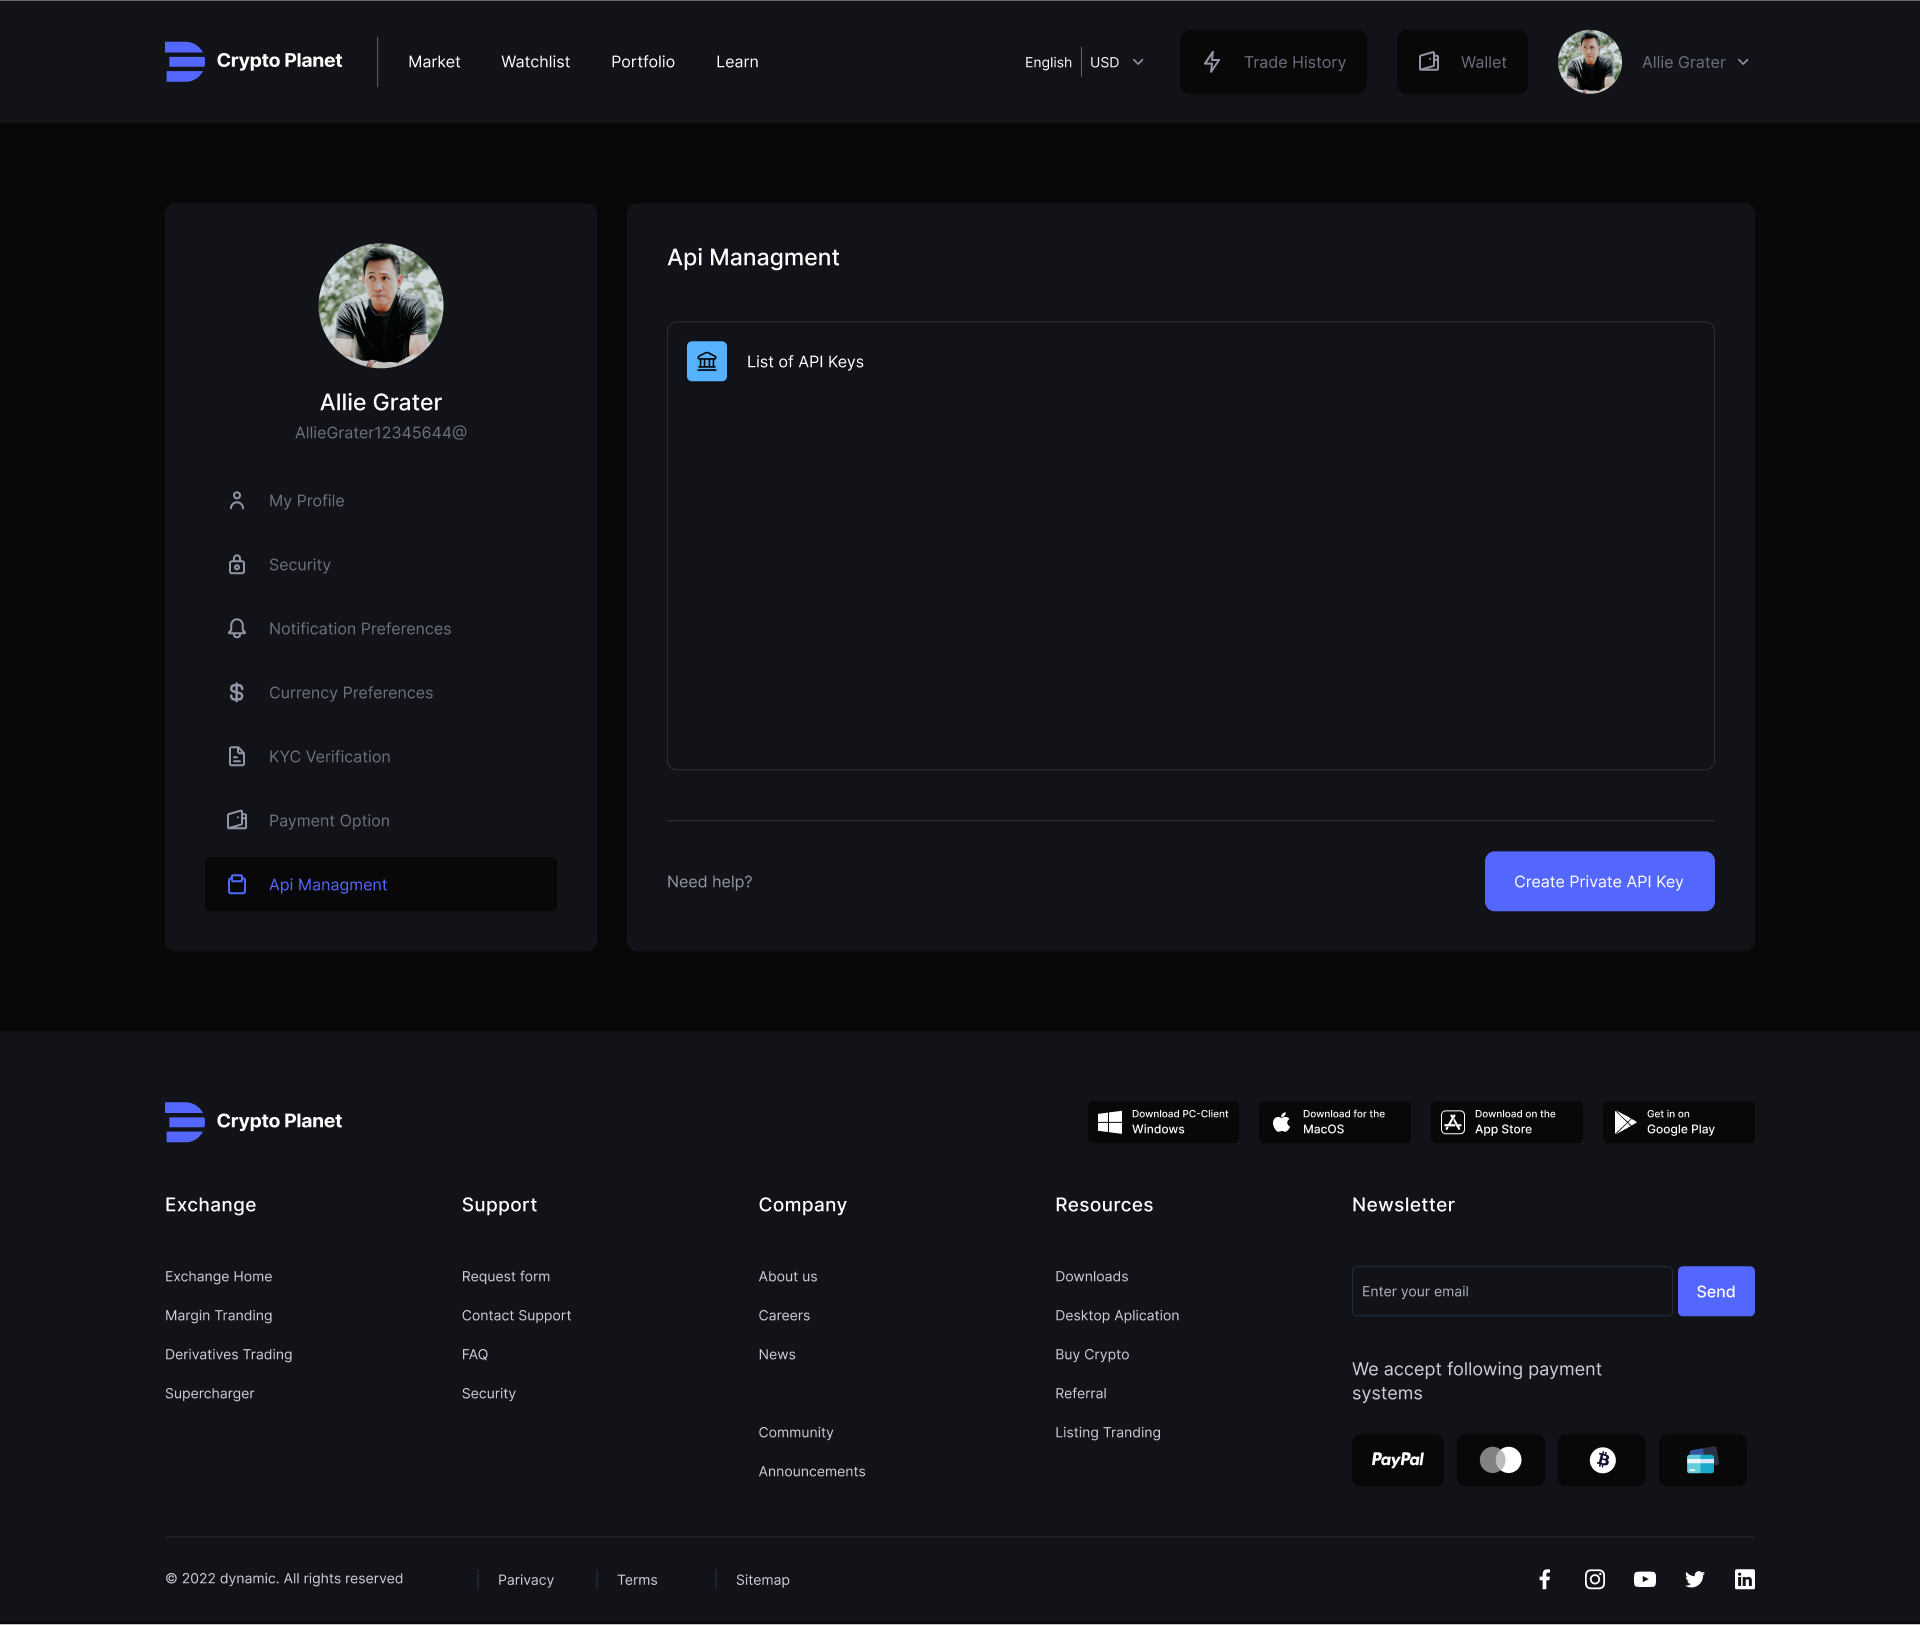 Crypto Planet
Market
Watchlist
Portfolio
Learn
English
USD
Trade History
Wallet
Allie Grater
Allie Grater
AllieGrater12345644@
My Profile
Security
Notification Preferences
Currency Preferences
KYC Verification
Payment Option
Api Managment
Api Managment
List of API Keys
Need help?
Create Private API Key
Crypto Planet
Download PC-Client
Windows
Download for the
MacOS
Download on the
App Store
Get in on
Google Play
Exchange
Exchange Home
Margin Tranding
Derivatives Trading
Supercharger
Support
Request form
Contact Support
FAQ
Security
Company
About us
Careers
News
Community
Announcements
Resources
Downloads
Desktop Aplication
Buy Crypto
Referral
Listing Tranding
Newsletter
Enter your email
Send
We accept following payment
systems
PayPal
© 2022 dynamic. All rights reserved
Parivacy
Terms
Sitemap